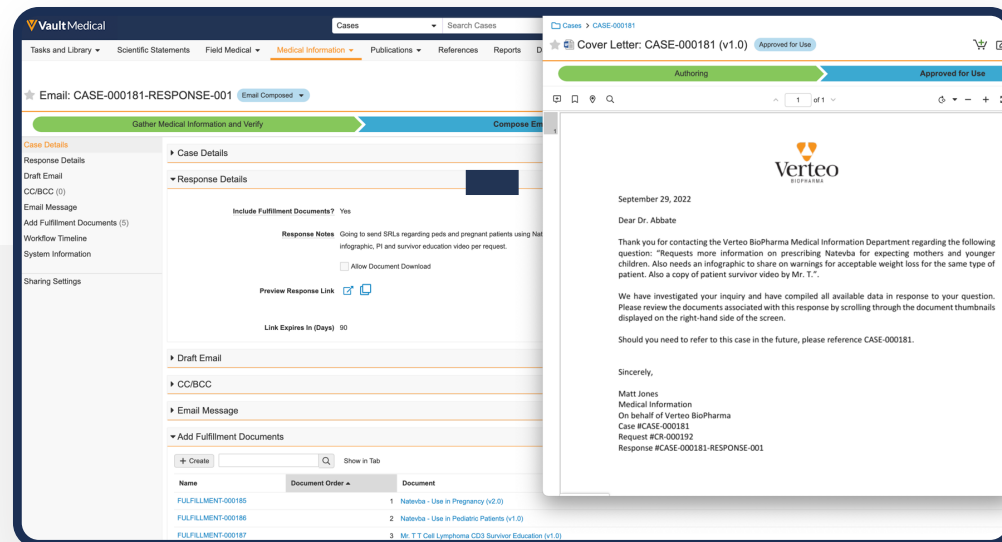 Vault Medical
Cases
Search Cases
Tasks and Library
Scientific Statements
Field Medical
Medical Information
Publications
References
Reports
Email: CASE-000181-RESPONSE-001
Email Composed
Gather Medical Information and Verify
Case Details
Response Details
Draft Email
CC/BCC (0)
Email Message
Add Fulfillment Documents (5)
Workflow Timeline
System Information
Sharing Settings
Case Details
Response Details
Include Fulfillment Documents? Yes
Response Notes Going to send SRLs regarding peds and pregnant patients using
infographic, PI and survivor education video per request.
Allow Document Download
Preview Response Link
Link Expires In (Days) 90
Draft Email
CC/BCC
Email Message
Add Fulfillment Documents
+ Create
Show in Tab
Name Document Order Document
FULFILLMENT-000185 1 Natevba - Use in Pregnancy (v2.0)
FULFILLMENT-000186 2 Natevba - Use in Pediatric Patients (v1.0)
FULFILLMENT-000187 3 Mr. T T Cell Lymphoma CD3 Survivor Education (v1.0)
Cases > CASE-000181
Cover Letter: CASE-000181 (v1.0) Approved for Use
Authoring
Approved for Use
1 of 1
1
Verteo
BIOPHARMA
September 29, 2022
Dear Dr. Abbate
Thank you for contacting the Verteo BioPharma Medical Information Department regarding the following
question: “Requests more information on prescribing Natevba for expecting mothers and younger
children. Also needs an infographic to share on warnings for acceptable weight loss for the same type of
patient. Also a copy of patient survivor video by Mr. T.”.
We have investigated your inquiry and have compiled all available data in response to your question.
Please review the documents associated with this response by scrolling through the document thumbnails
displayed on the right-hand side of the screen.
Should you need to refer to this case in the future, please reference CASE-000181.
Sincerely,
Matt Jones
Medical Information
On behalf of Verteo BioPharma
Case #CASE-000181
Request #CR-000192
Response #CASE-000181-RESPONSE-001